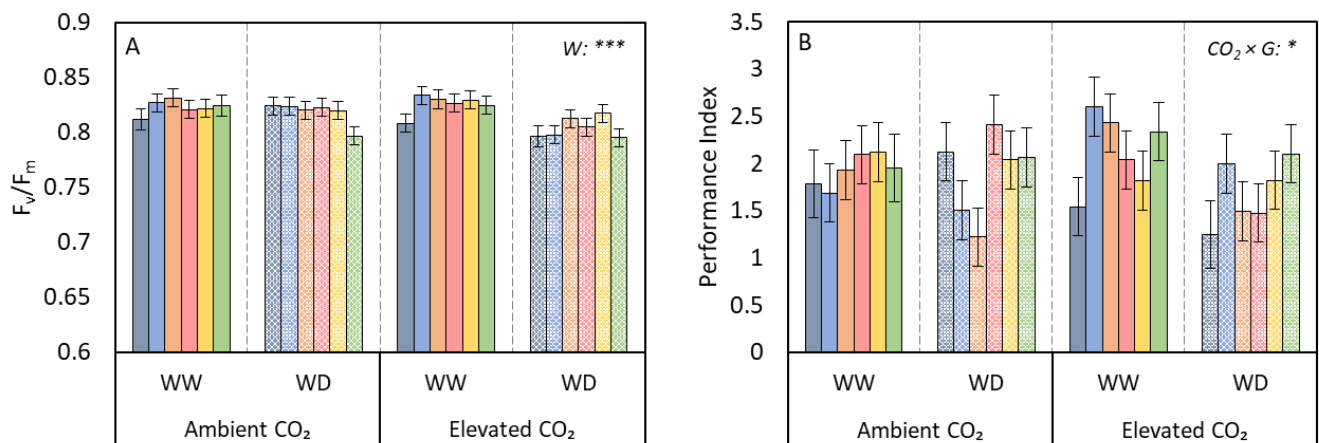 A
W: ***
0.9
0.85
0.8
0.75
0.7
0.65
0.6
Fᵥ/Fₘ
WW WD WW WD
Ambient CO₂ Elevated CO₂
B
CO₂ × G: *
3.5
3
2.5
2
1.5
1
0.5
0
Performance Index
WW WD WW WD
Ambient CO₂ Elevated CO₂